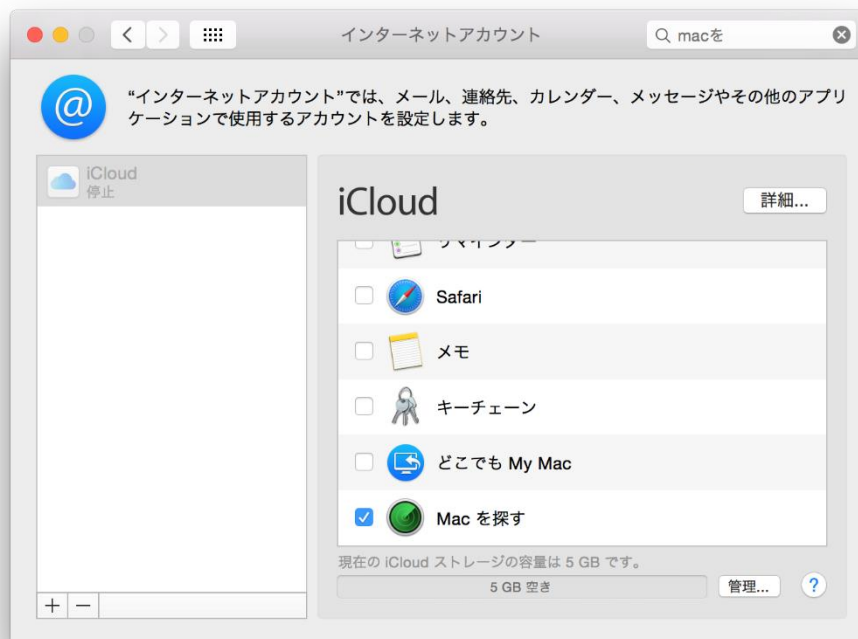 インターネットアカウント
macを
“インターネットアカウント”では、メール、連絡先、カレンダー、メッセージやその他のアプリ
ケーションで使用するアカウントを設定します。
iCloud
停止
iCloud
詳細...
リマインダー
Safari
メモ
キーチェーン
どこでも My Mac
Mac を探す
現在の iCloud ストレージの容量は 5 GB です。
5 GB 空き
管理...
?